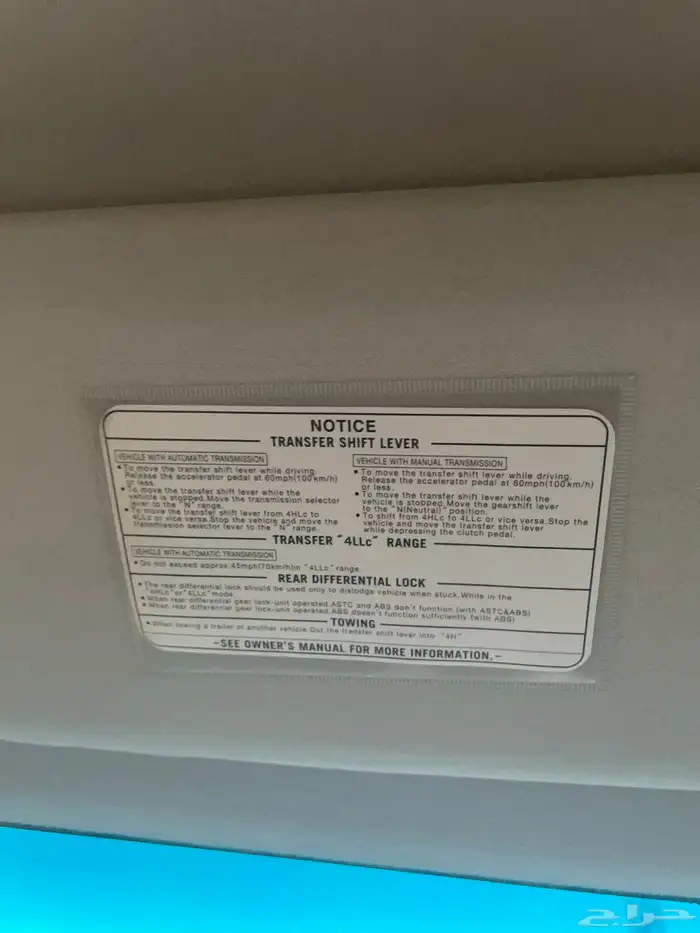 NOTICE
TRANSFER SHIFT LEVER
VEHICLE WITH AUTOMATIC TRANSMISSION
• To move the transfer shift lever while driving.
Release the accelerator pedal at 60mph(100km/h)
or less.
• To move the transfer shift lever while the
vehicle is stopped.Move the transmission selector
lever to the "N" range.
• To move the transfer shift lever from 4HLc to
4LLc or vice versa.Stop the vehicle and move the
transmission selector lever to the "N" range.
VEHICLE WITH MANUAL TRANSMISSION
• To move the transfer shift lever while driving.
Release the accelerator pedal at 60mph(100km/h)
or less.
• To move the transfer shift lever while the
vehicle is stopped.Move the gearshift lever
to the "N(Neutral)" position.
• To shift from 4HLc to 4LLc or vice versa.Stop the
vehicle and move the transfer shift lever
while depressing the clutch pedal.
TRANSFER "4LLc" RANGE
VEHICLE WITH AUTOMATIC TRANSMISSION
• Do not exceed approx.45mph(70km/h)in "4LLc" range.
REAR DIFFERENTIAL LOCK
• The rear differential lock should be used only to dislodge vehicle when stuck.While in the
"4HLc"or"4LLc"mode.
• When rear differential gear lock-unit operated.ASTC and ABS don't function.(with ASTC&ABS)
• When rear differential gear lock-unit operated.ABS doesn't function sufficiently.(with ABS)
TOWING
• When towing a trailer or another vehicle.Out the transfer shift lever into "4H"
-SEE OWNER'S MANUAL FOR MORE INFORMATION.-
حراج